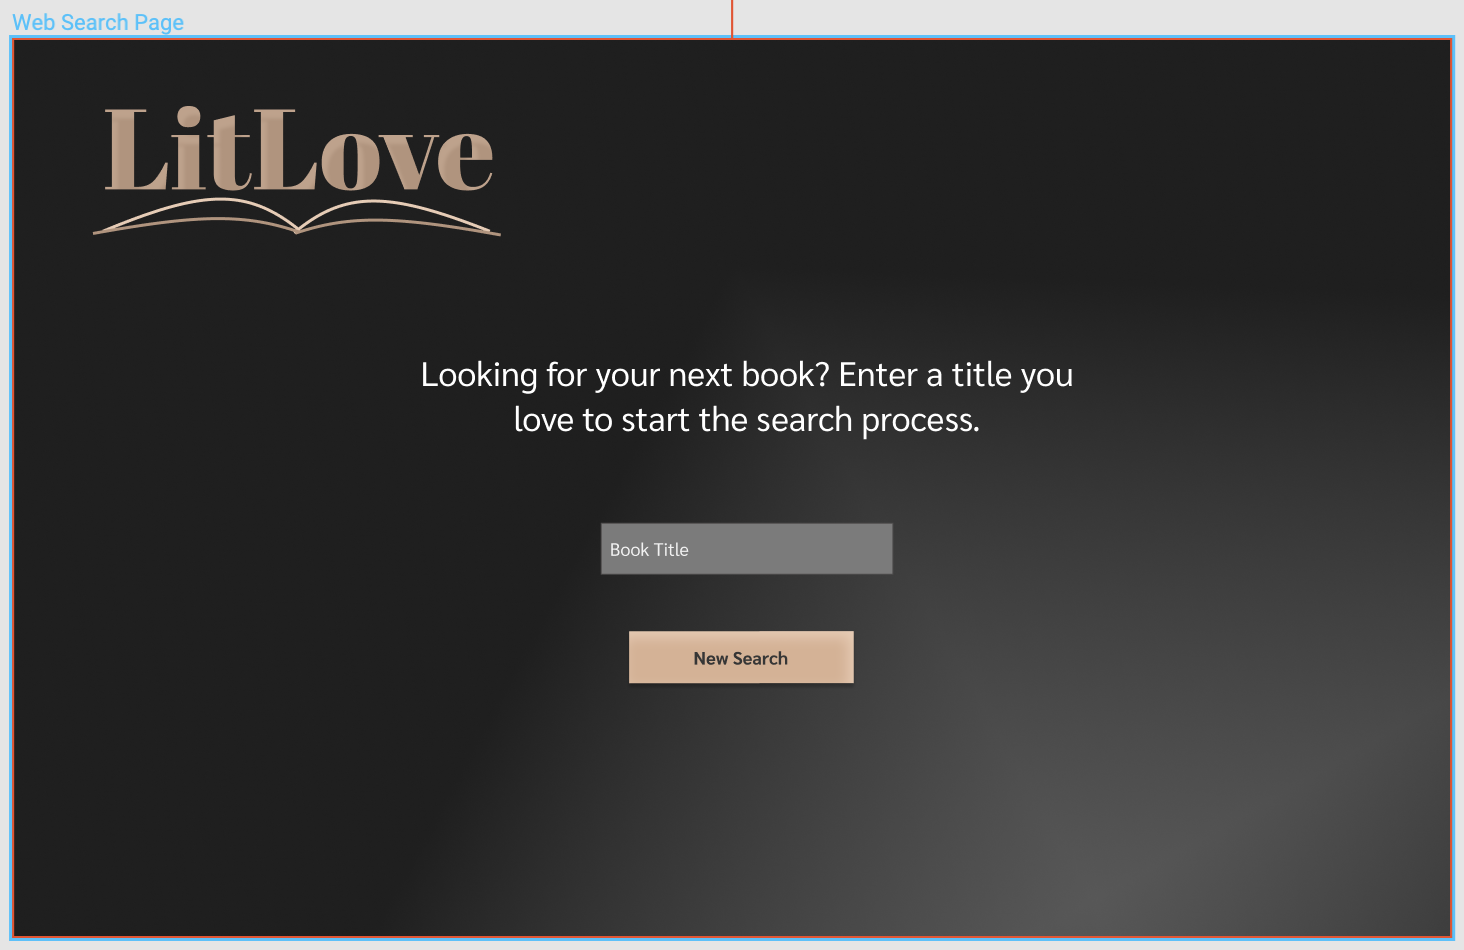 Web Search Page
LitLove
Looking for your next book? Enter a title you
love to start the search process.
Book Title
New Search